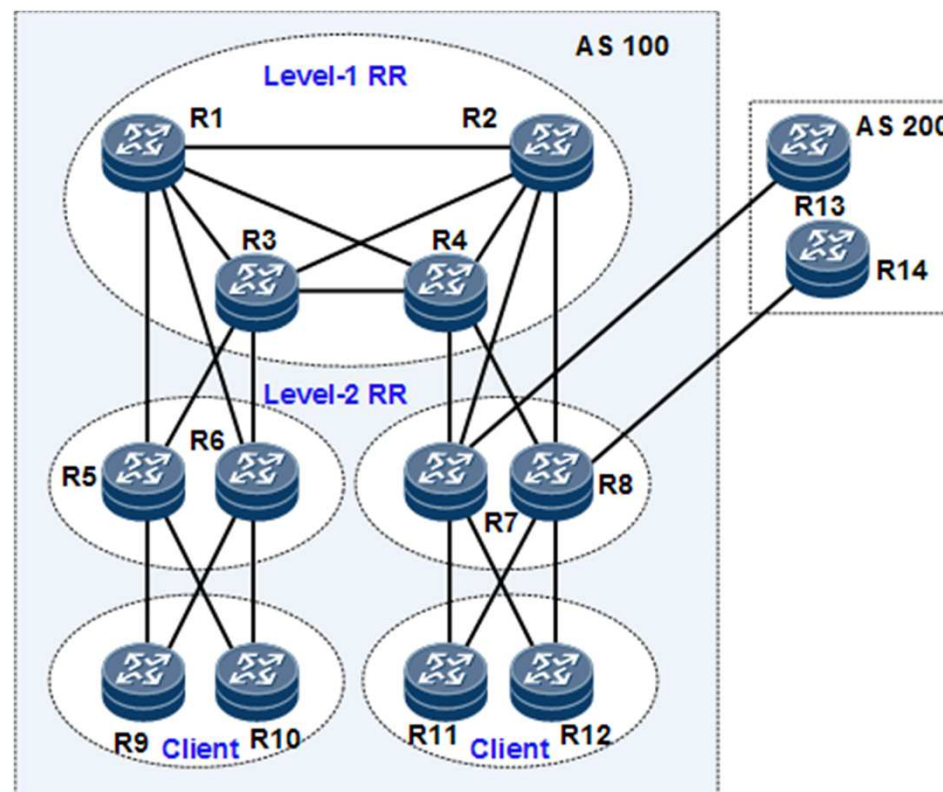 AS 100
Level-1 RR
R1
R2
AS 200
R13
R3
R4
R14
Level-2 RR
R5
R6
R7
R8
R9
Client
R10
R11
Client
R12